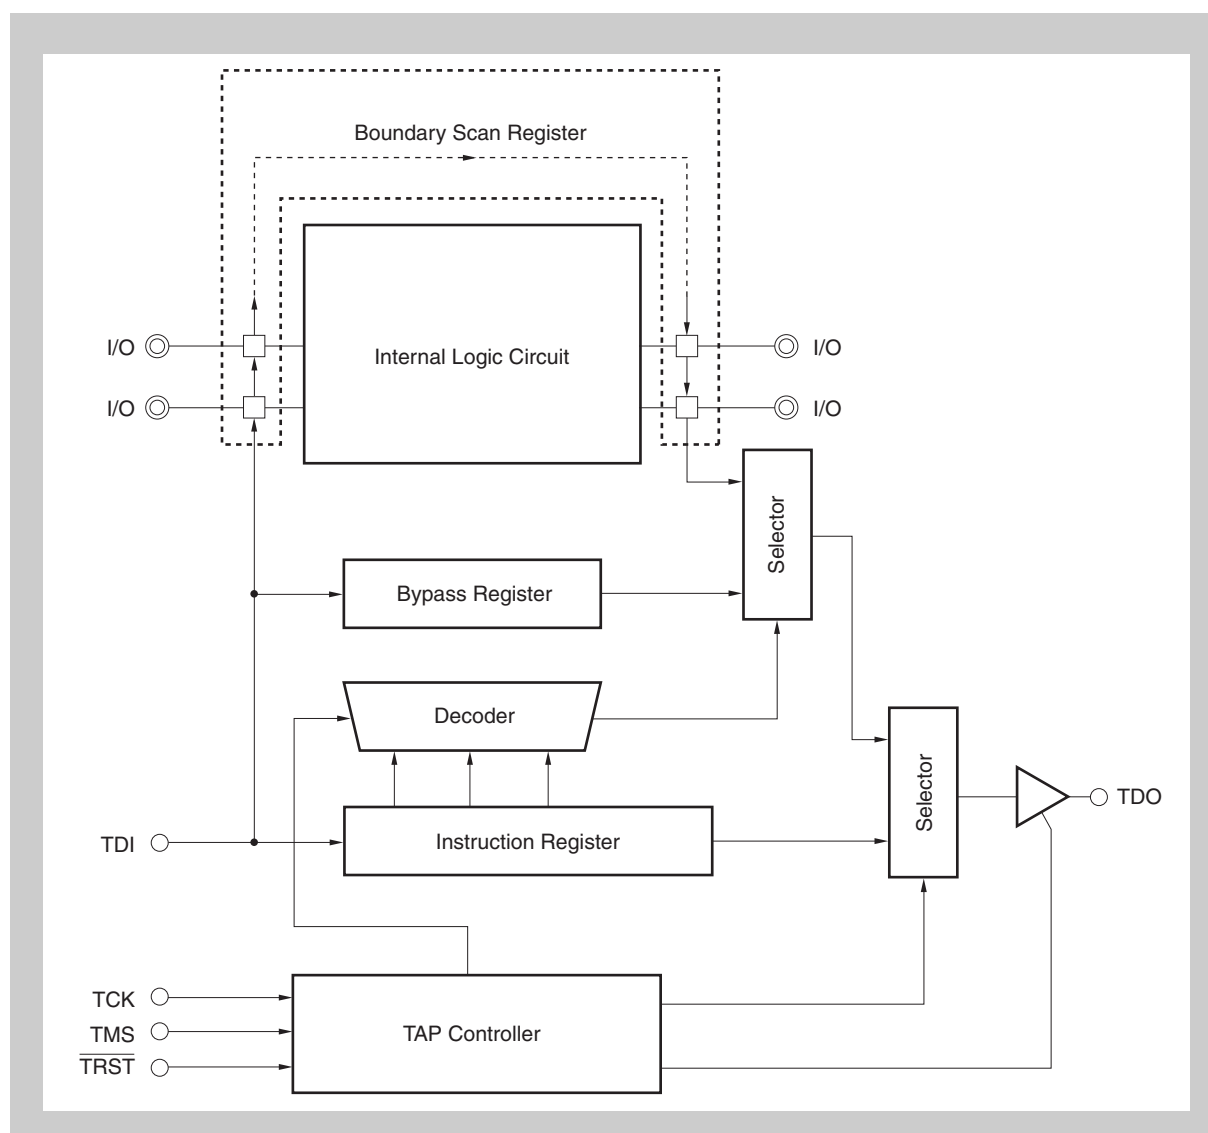 Boundary Scan Register
I/O
Internal Logic Circuit
I/O
I/O
I/O
Selector
Bypass Register
Decoder
Selector
TDO
TDI
Instruction Register
TCK
TMS
TAP Controller
T̅R̅S̅T̅